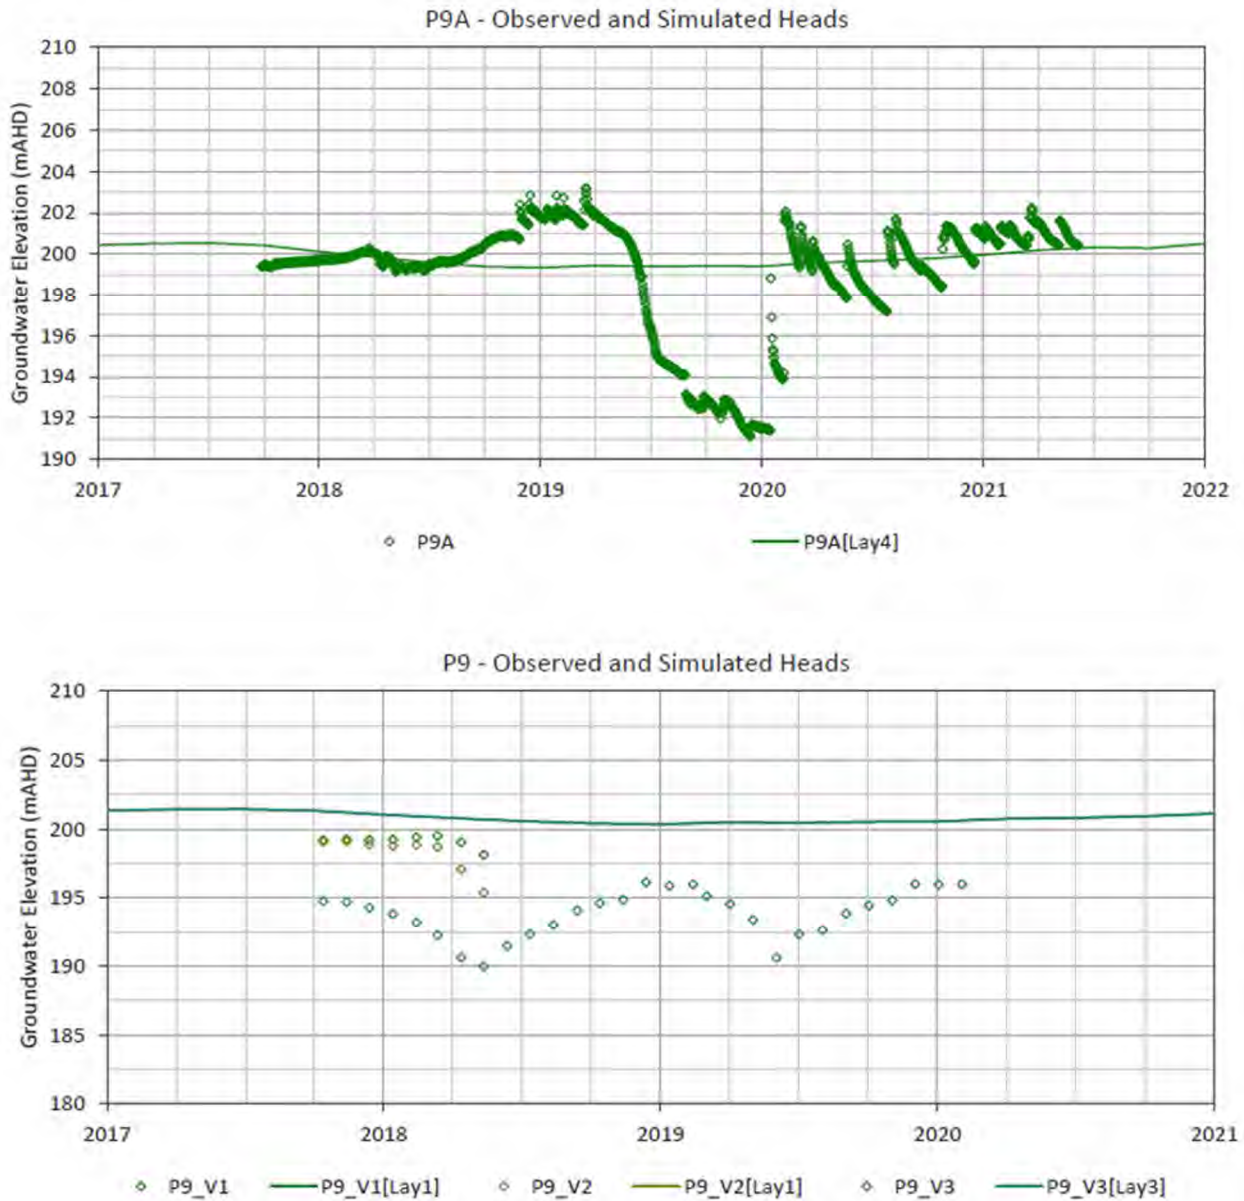 P9A - Observed and Simulated Heads
Groundwater Elevation (mAHD)
210
208
206
204
202
200
198
196
194
192
190
2017 2018 2019 2020 2021 2022
P9A P9A[Lay4]
P9 - Observed and Simulated Heads
Groundwater Elevation (mAHD)
210
205
200
195
190
185
180
2017 2018 2019 2020 2021
P9_V1 P9_V1[Lay1] P9_V2 P9_V2[Lay1] P9_V3 P9_V3[Lay3]